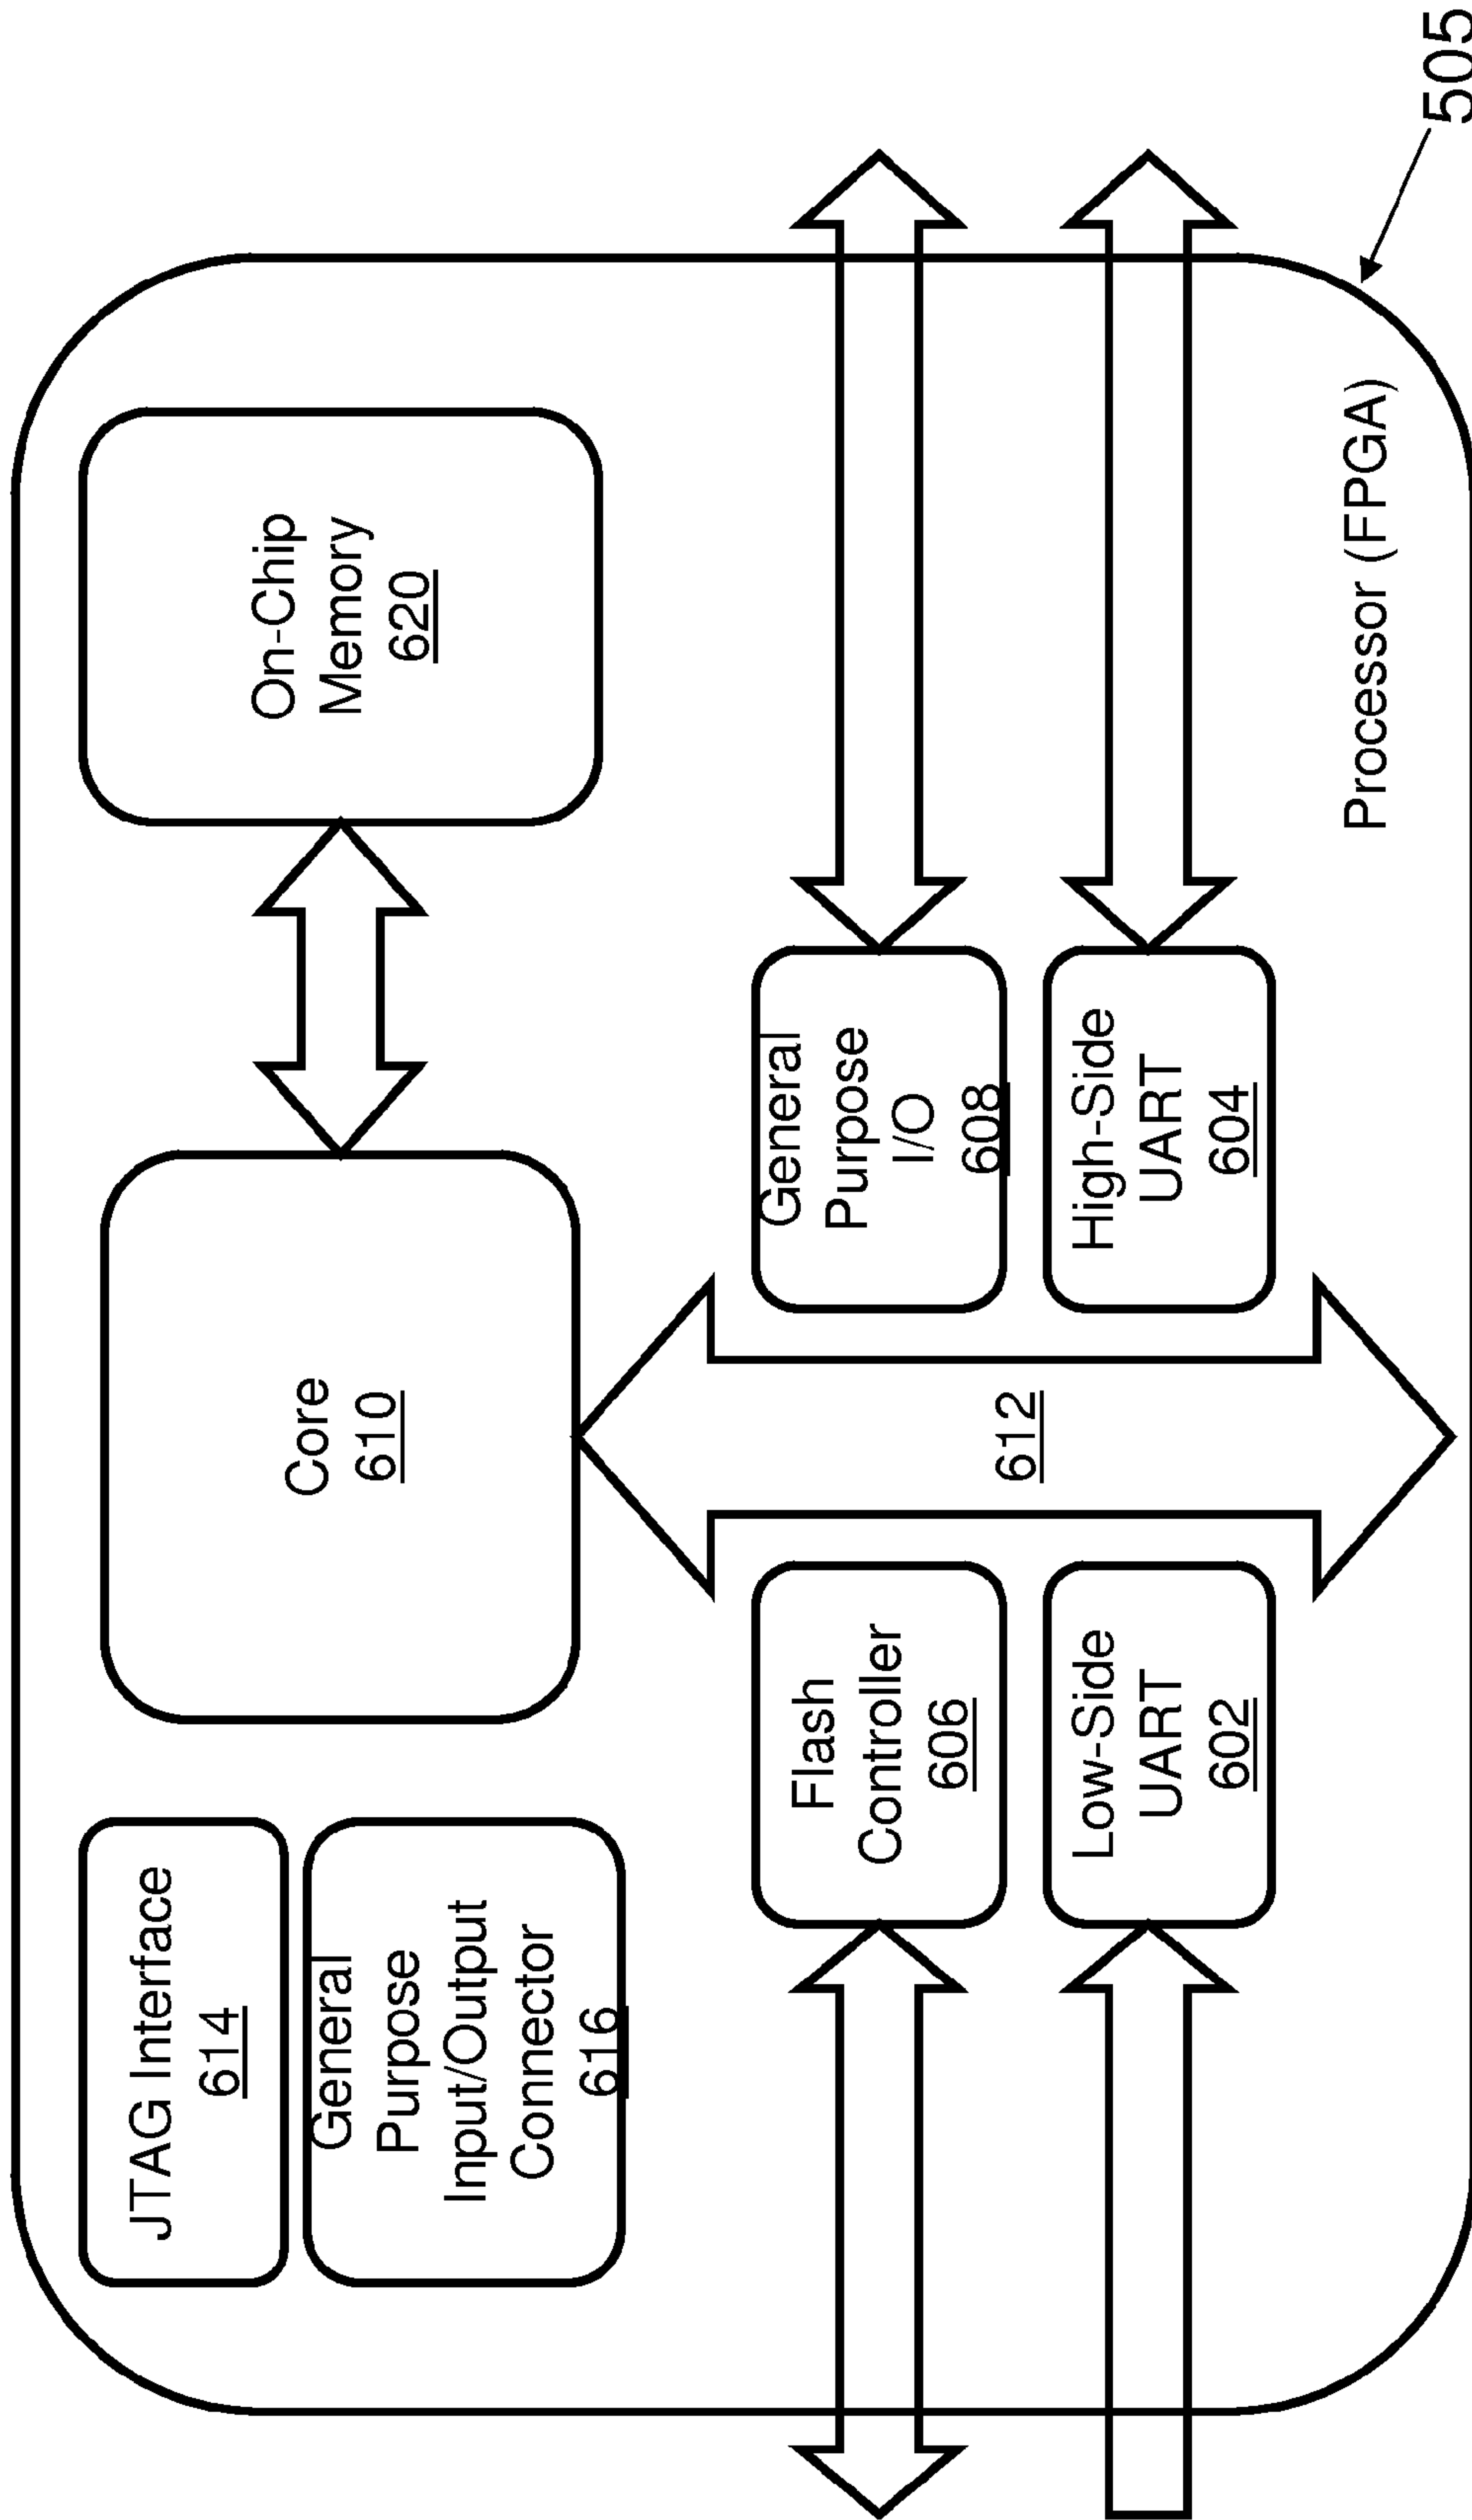 JTAG Interface
614
General
Purpose
Input/Output
Connector
616
Core
610
On-Chip
Memory
620
Flash
Controller
606
General
Purpose
I/O
608
612
Low-Side
UART
602
High-Side
UART
604
Processor (FPGA)
505